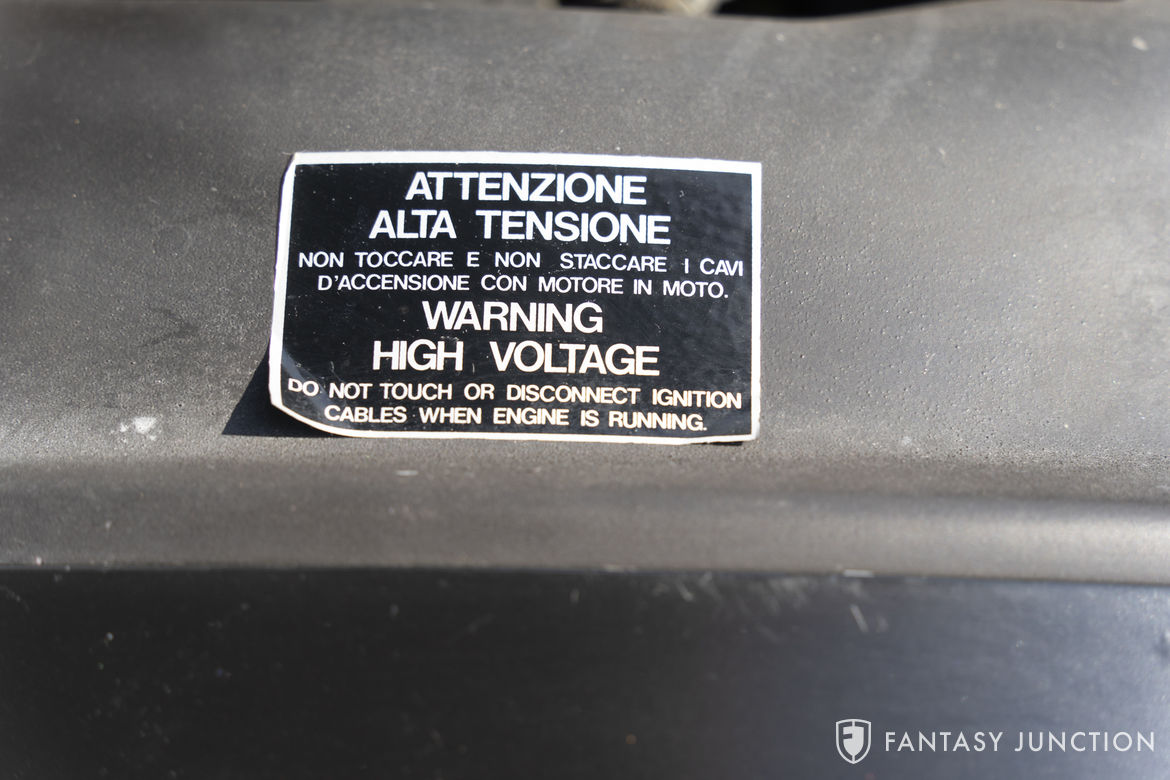 ATTENZIONE
ALTA TENSIONE
NON TOCCARE E NON STACCARE I CAVI
D'ACCENSIONE CON MOTORE IN MOTO.
WARNING
HIGH VOLTAGE
DO NOT TOUCH OR DISCONNECT IGNITION
CABLES WHEN ENGINE IS RUNNING.
FANTASY JUNCTION